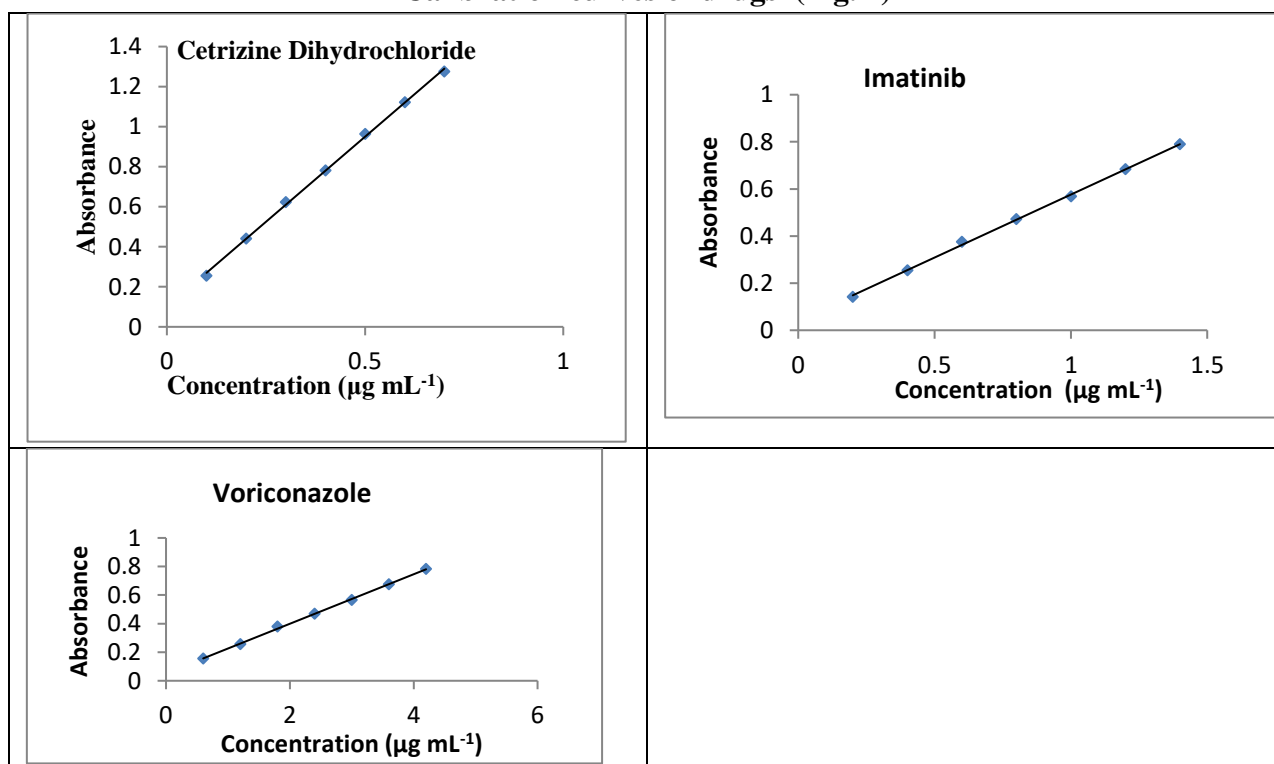 Cetrizine Dihydrochloride
1.4
1.2
1
0.8
0.6
0.4
0.2
0
Absorbance
0 0.5 1
Concentration (µg mL-1)
Imatinib
1
0.8
0.6
0.4
0.2
0
Absorbance
0 0.5 1 1.5
Concentration (µg mL-1)
Voriconazole
1
0.8
0.6
0.4
0.2
0
Absorbance
0 2 4 6
Concentration (µg mL-1)